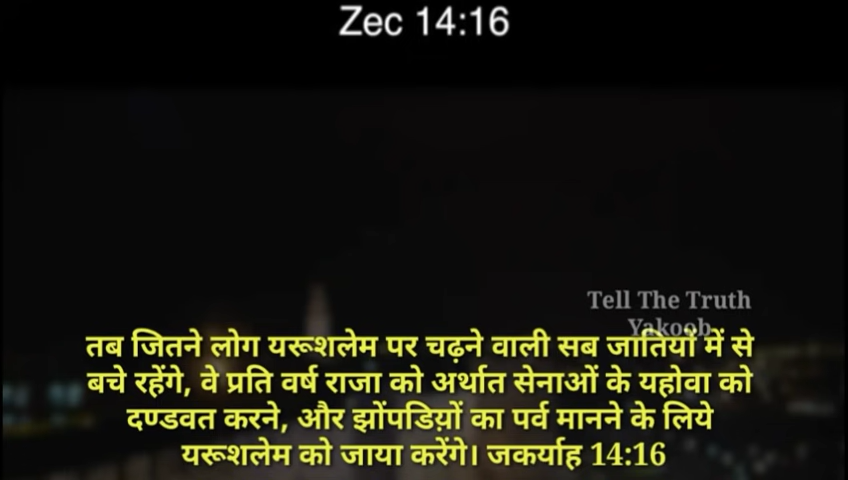 Zec 14:16
Tell The Truth
Yakoob
तब जितने लोग यरूशलेम पर चढ़ने वाली सब जातियों में से
बचे रहेंगे, वे प्रति वर्ष राजा को अर्थात सेनाओं के यहोवा को
दण्डवत करने, और झोंपडिय़ों का पर्व मानने के लिये
यरूशलेम को जाया करेंगे। जकर्याह 14:16